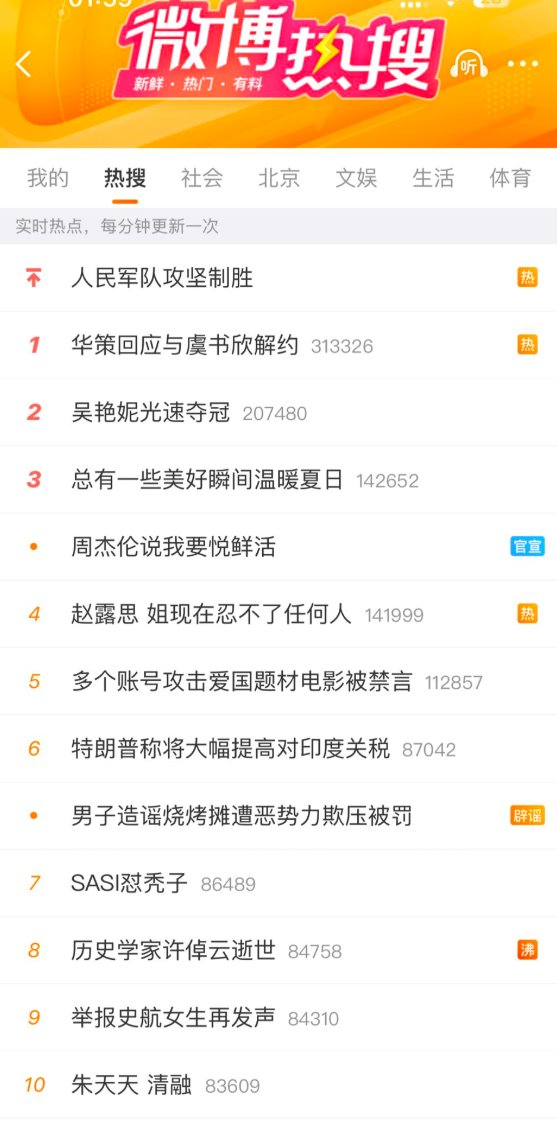 微博热搜
新鲜·热门·有料
听
我的 热搜 社会 北京 文娱 生活 体育
实时热点，每分钟更新一次
人民军队攻坚制胜 热
1 华策回应与虞书欣解约 313326 热
2 吴艳妮光速夺冠 207480
3 总有一些美好瞬间温暖夏日 142652
• 周杰伦说我要悦鲜活 官宣
4 赵露思 姐现在忍不了任何人 141999 热
5 多个账号攻击爱国题材电影被禁言 112857
6 特朗普称将大幅提高对印度关税 87042
• 男子造谣烧烤摊遭恶势力欺压被罚 辟谣
7 SASI怼秃子 86489
8 历史学家许倬云逝世 84758 沸
9 举报史航女生再发声 84310
10 朱天天 清融 83609